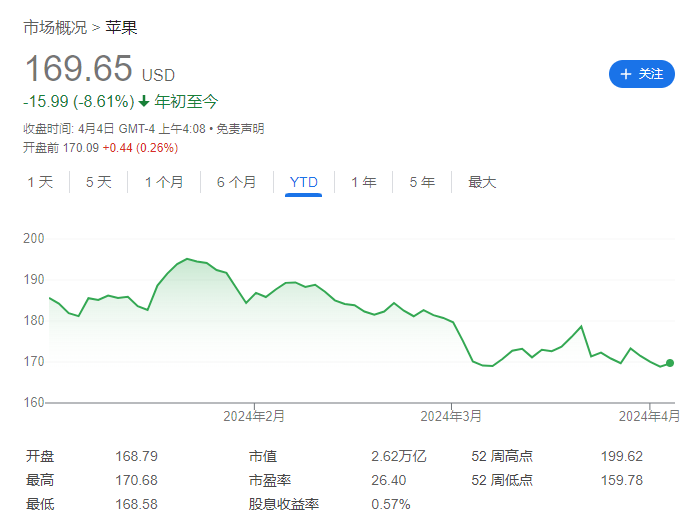 市场概况 > 苹果
169.65 USD
+ 关注
-15.99 (-8.61%) ↓ 年初至今
收盘时间: 4月4日 GMT-4 上午4:08 • 免责声明
开盘前 170.09 +0.44 (0.26%)
1 天 5 天 1 个月 6 个月 YTD 1 年 5 年 最大
200
190
180
170
160
2024年2月 2024年3月 2024年4月
开盘 168.79 市值 2.62万亿 52 周高点 199.62
最高 170.68 市盈率 26.40 52 周低点 159.78
最低 168.58 股息收益率 0.57%